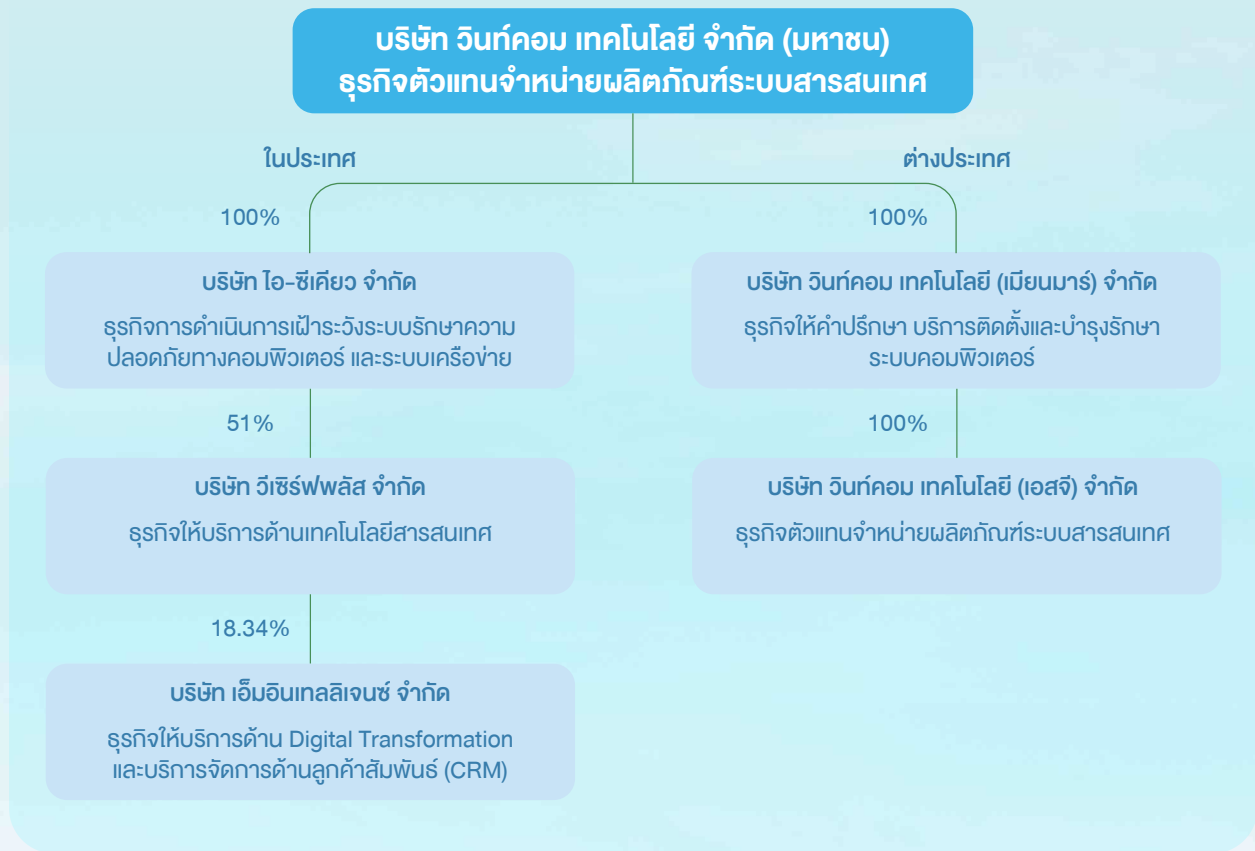 บริษัท วินท์คอม เทคโนโลยี จำกัด (มหาชน)
ธุรกิจตัวแทนจำหน่ายผลิตภัณฑ์ระบบสารสนเทศ
ในประเทศ
ต่างประเทศ
100%
100%
บริษัท ไอ-ซีเคียว จำกัด
ธุรกิจการดำเนินการเฝ้าระวังระบบรักษาความ
ปลอดภัยทางคอมพิวเตอร์ และระบบเครือข่าย
บริษัท วินท์คอม เทคโนโลยี (เมียนมาร์) จำกัด
ธุรกิจให้คำปรึกษา บริการติดตั้งและบำรุงรักษา
ระบบคอมพิวเตอร์
51%
100%
บริษัท วีเซิร์ฟพลัส จำกัด
ธุรกิจให้บริการด้านเทคโนโลยีสารสนเทศ
บริษัท วินท์คอม เทคโนโลยี (เอสจี) จำกัด
ธุรกิจตัวแทนจำหน่ายผลิตภัณฑ์ระบบสารสนเทศ
18.34%
บริษัท เอ็มอินเทลลิเจนซ์ จำกัด
ธุรกิจให้บริการด้าน Digital Transformation
และบริการจัดการด้านลูกค้าสัมพันธ์ (CRM)